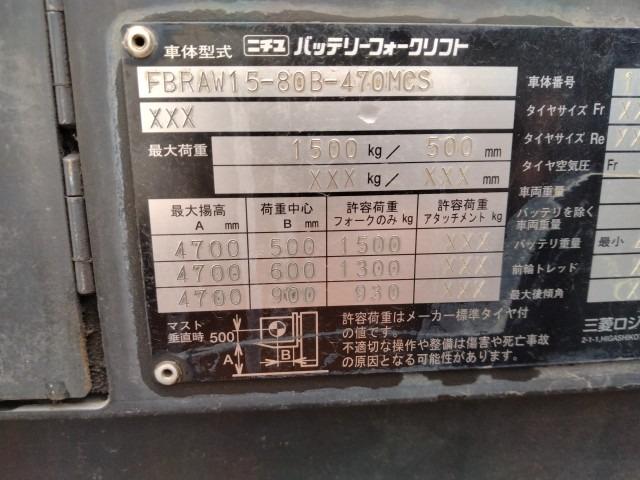 車体型式 ニチユ バッテリーフォークリフト
FBRAW15-80B-470MCS
XXX
最大荷重 1500 kg/ 500 mm
XXX kg/ XXX mm
最大揚高 A mm 荷重中心 B mm 許容荷重 フォークのみ kg 許容荷重 アタッチメント kg
4700 500 1500 XXX
4700 600 1300 XXX
4700 900 930 XXX
マスト垂直時 500
A
B
許容荷重はメーカー標準タイヤ付
の値です。
不適切な操作や整備は傷害や死亡事故
の原因となる可能性があります。
車体番号 1
タイヤサイズ Fr
タイヤサイズ Re
タイヤ空気圧 Fr
車両重量
バッテリを除く
車両重量
バッテリ重量 最小
前輪トレッド
最大後傾角
三菱ロジ
2-1-1,HIGASHIKO